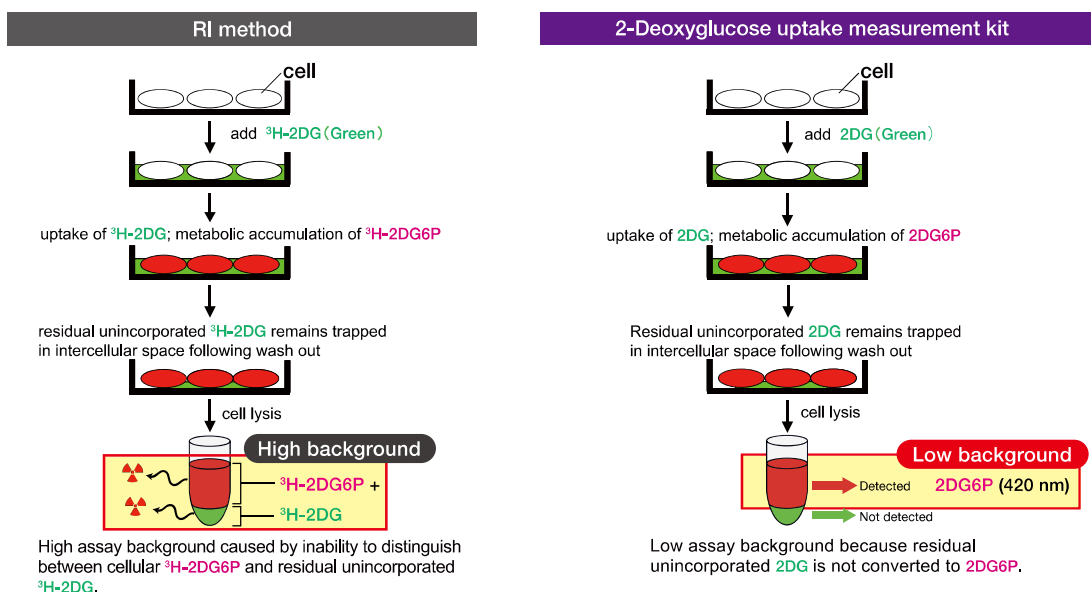 RI method
cell
add ³H-2DG(Green)
uptake of ³H-2DG; metabolic accumulation of ³H-2DG6P
residual unincorporated ³H-2DG remains trapped
in intercellular space following wash out
cell lysis
High background
³H-2DG6P +
³H-2DG
High assay background caused by inability to distinguish
between cellular ³H-2DG6P and residual unincorporated
³H-2DG.
2-Deoxyglucose uptake measurement kit
cell
add 2DG(Green)
uptake of 2DG; metabolic accumulation of 2DG6P
Residual unincorporated 2DG remains trapped
in intercellular space following wash out
cell lysis
Low background
Detected 2DG6P (420 nm)
Not detected
Low assay background because residual
unincorporated 2DG is not converted to 2DG6P.